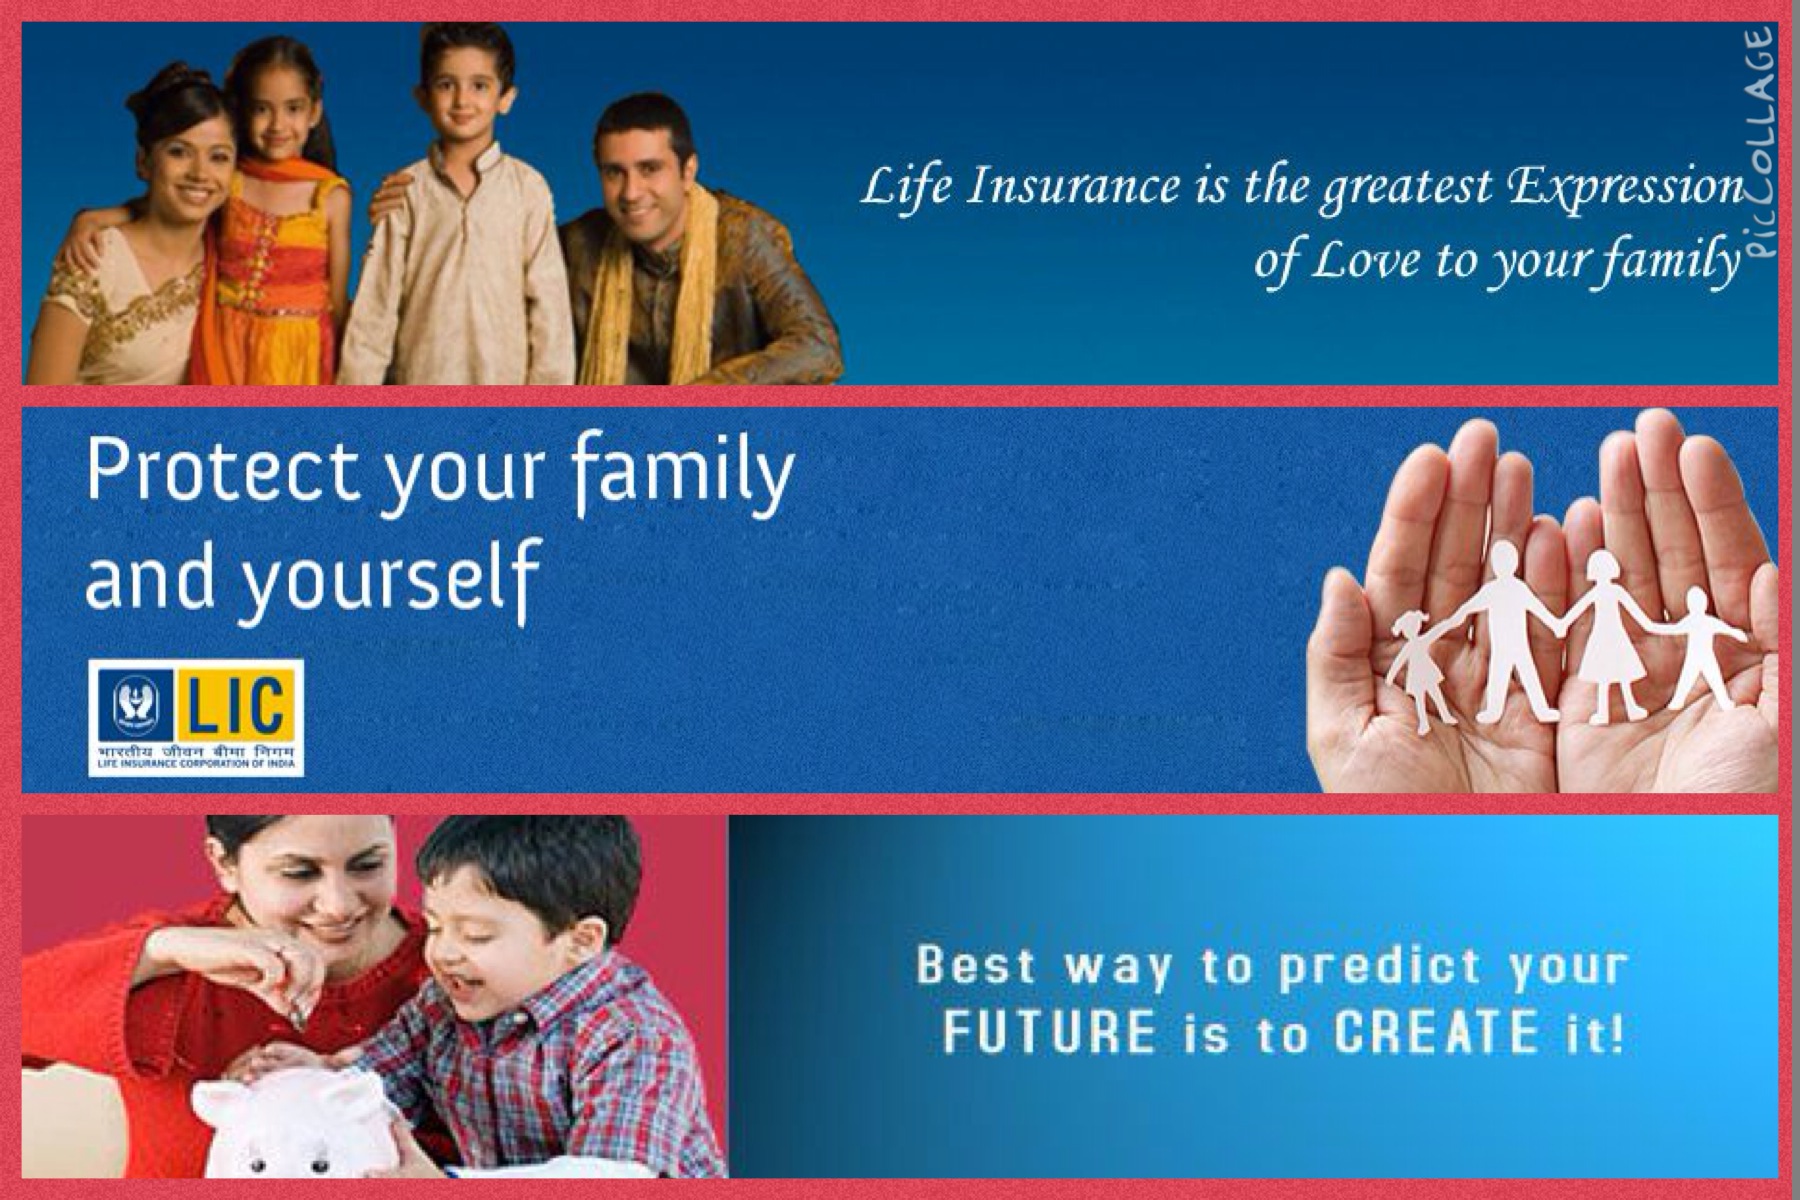 Life Insurance is the greatest Expression
of Love to your family
PicCOLLAGE
Protect your family
and yourself
LIC
भारतीय जीवन बीमा निगम
LIFE INSURANCE CORPORATION OF INDIA
Best way to predict your
FUTURE is to CREATE it!